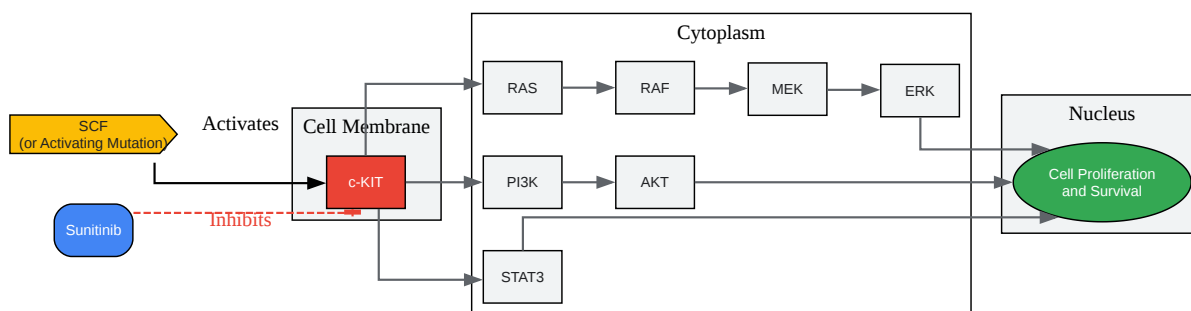 Cytoplasm
RAS
RAF
MEK
ERK
Activates
Cell Membrane
Nucleus
SCF
(or Activating Mutation)
c-KIT
PI3K
AKT
Cell Proliferation
and Survival
Sunitinib
Inhibits
STAT3